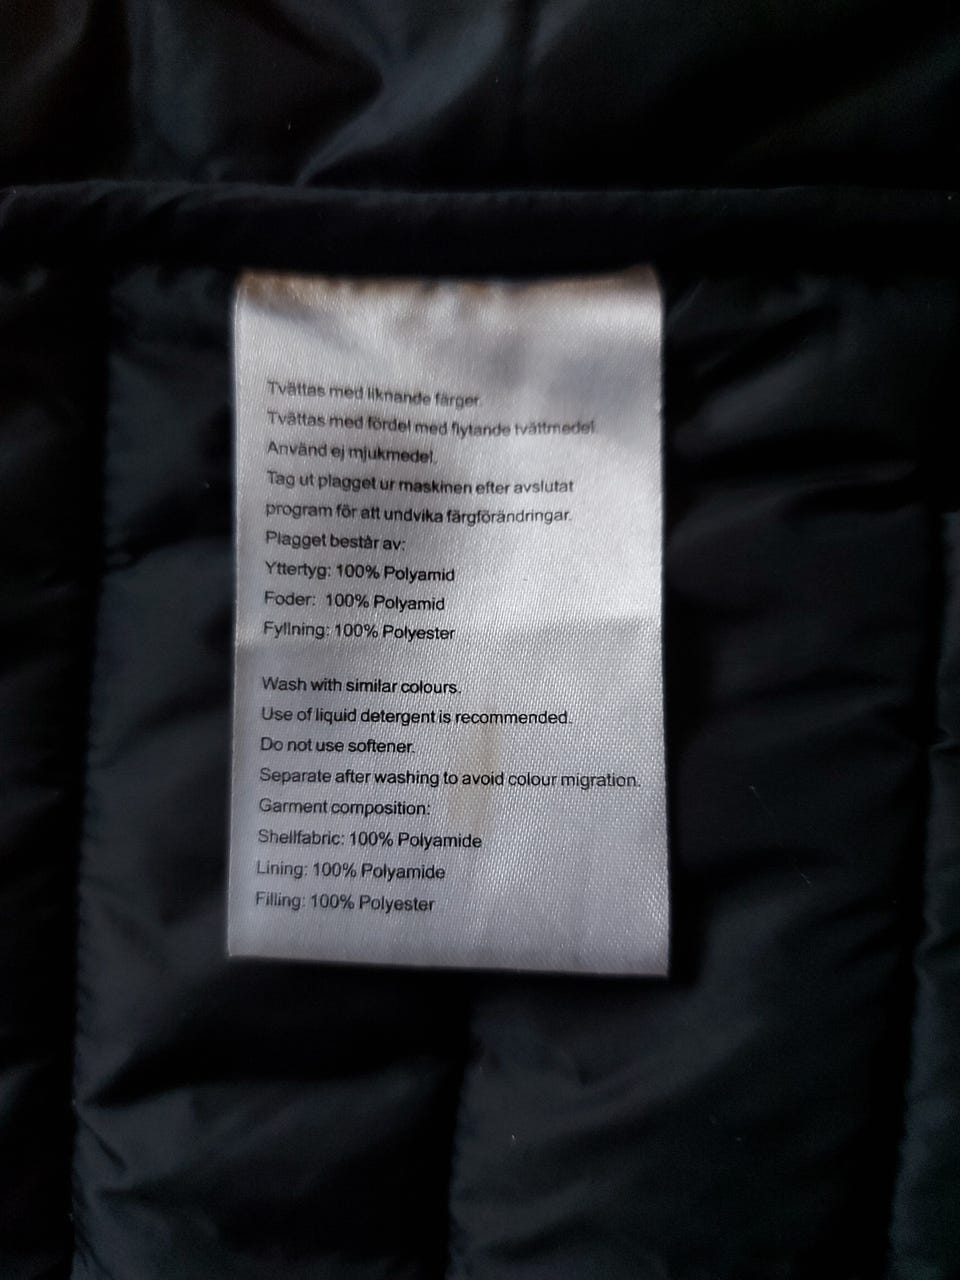 Tvättas med liknande färger.
Tvättas med fördel med flytande tvättmedel.
Använd ej mjukmedel.
Tag ut plagget ur maskinen efter avslutat
program för att undvika färgförändringar.
Plagget består av:
Yttertyg: 100% Polyamid
Foder: 100% Polyamid
Fyllning: 100% Polyester
Wash with similar colours.
Use of liquid detergent is recommended.
Do not use softener.
Separate after washing to avoid colour migration.
Garment composition:
Shellfabric: 100% Polyamide
Lining: 100% Polyamide
Filling: 100% Polyester